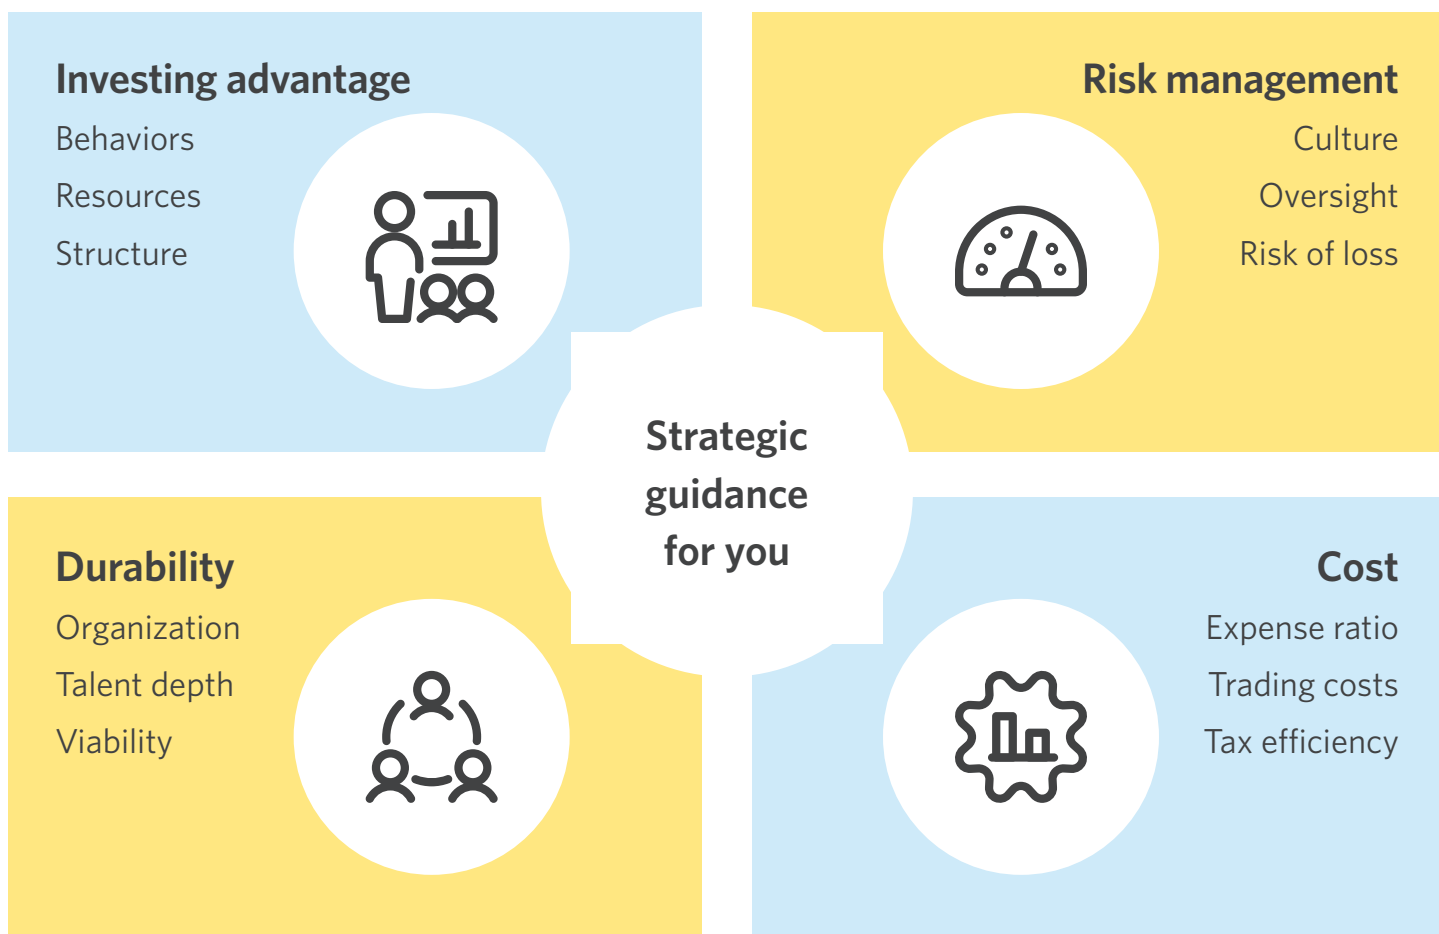 Investing advantage
Behaviors
Resources
Structure
Risk management
Culture
Oversight
Risk of loss
Strategic
guidance
for you
Durability
Organization
Talent depth
Viability
Cost
Expense ratio
Trading costs
Tax efficiency